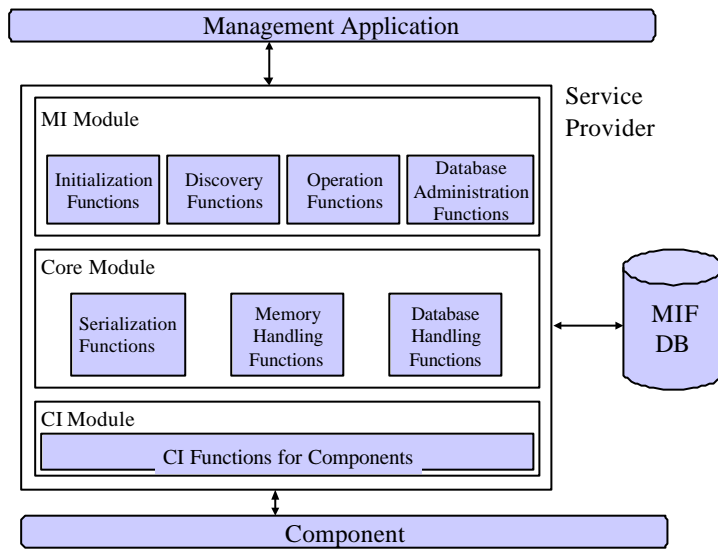 Management Application
Service
Provider
MI Module
Initialization
Functions
Discovery
Functions
Operation
Functions
Database
Administration
Functions
Core Module
Serialization
Functions
Memory
Handling
Functions
Database
Handling
Functions
MIF
DB
CI Module
CI Functions for Components
Component